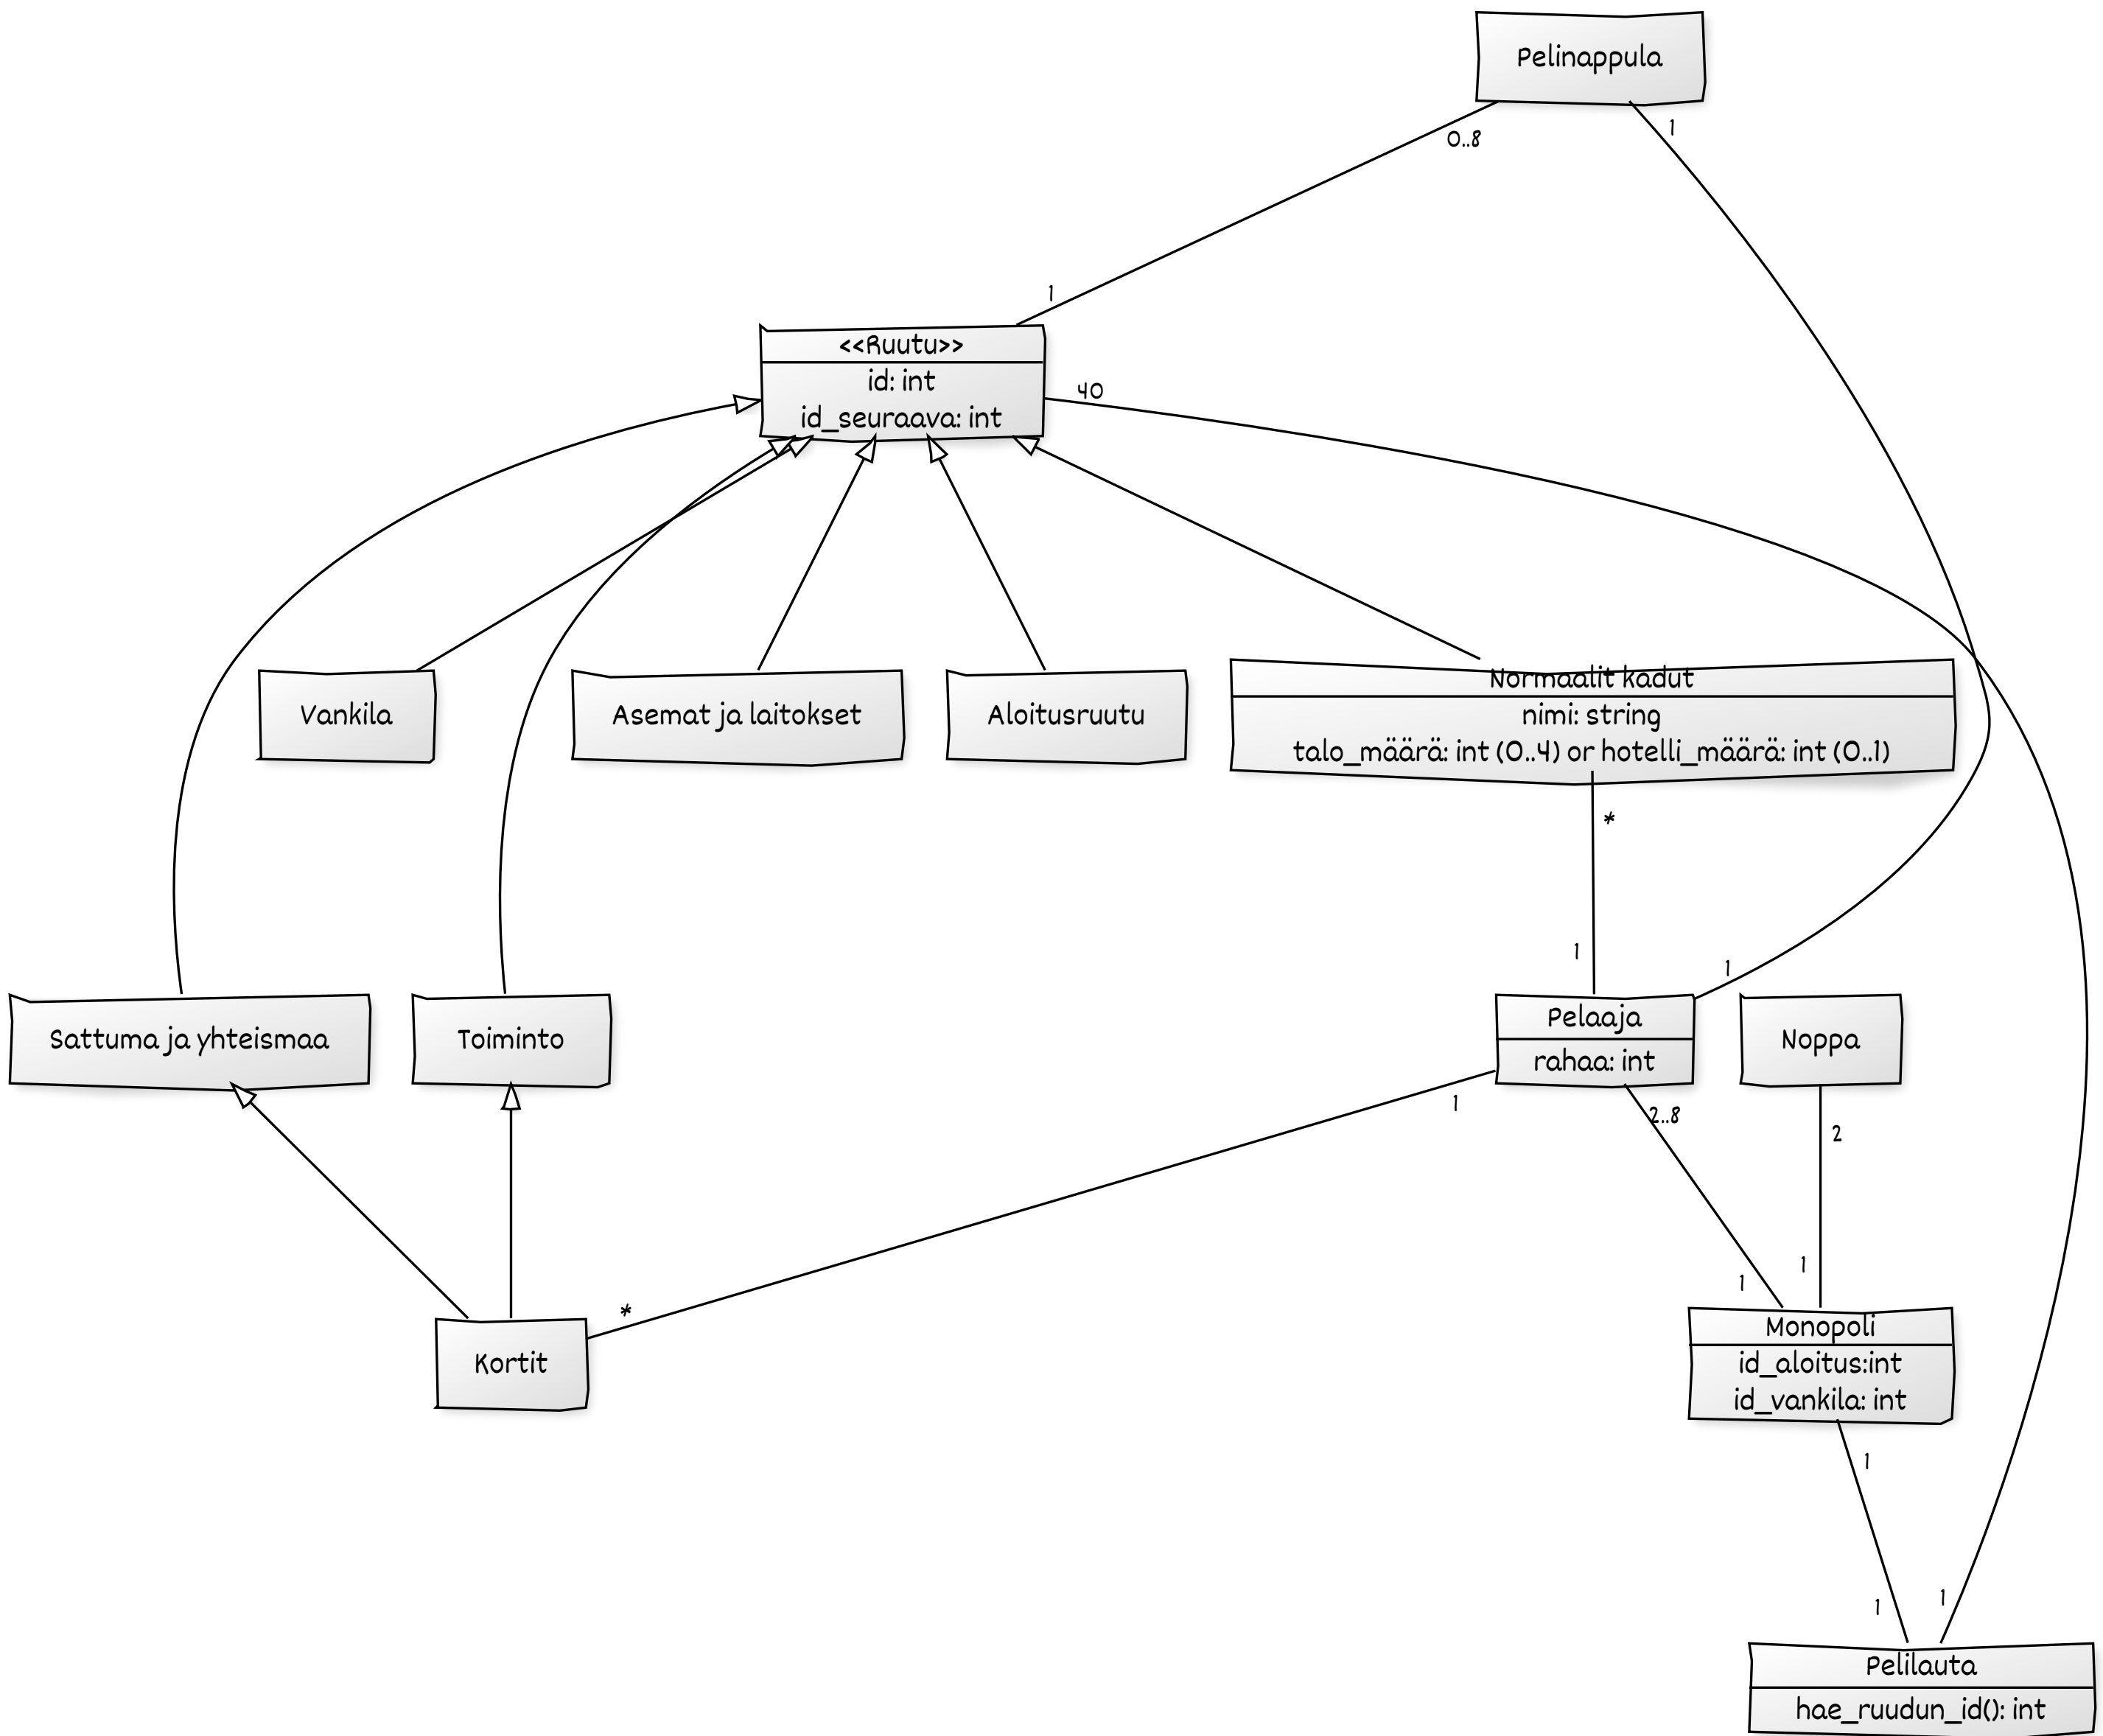 Pelinappula
0..8
1
1
<<Ruutu>>
id: int
id_seuraava: int
40
Vankila
Asemat ja laitokset
Aloitusruutu
Normaalit kadut
nimi: string
talo_määrä: int (0..4) or hotelli_määrä: int (0..1)
*
1
1
Sattuma ja yhteismaa
Toiminto
Pelaaja
rahaa: int
Noppa
1
2..8
2
1
1
*
Kortit
Monopoli
id_aloitus:int
id_vankila: int
1
1
1
Pelilauta
hae_ruudun_id(): int